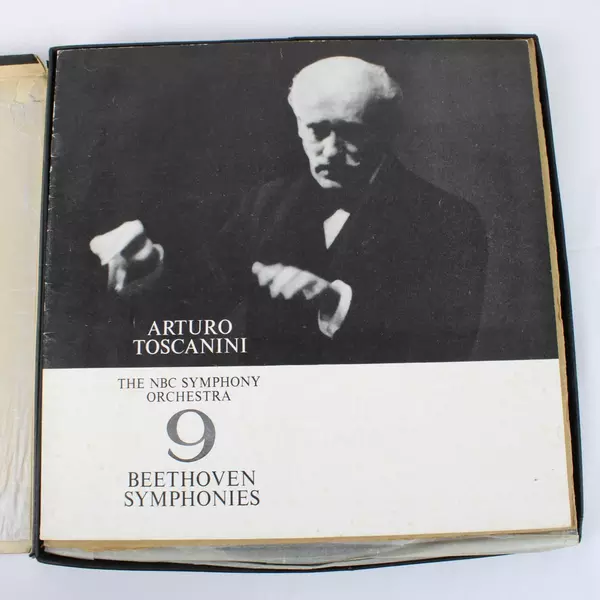 ARTURO
TOSCANINI
THE NBC SYMPHONY
ORCHESTRA
9
BEETHOVEN
SYMPHONIES